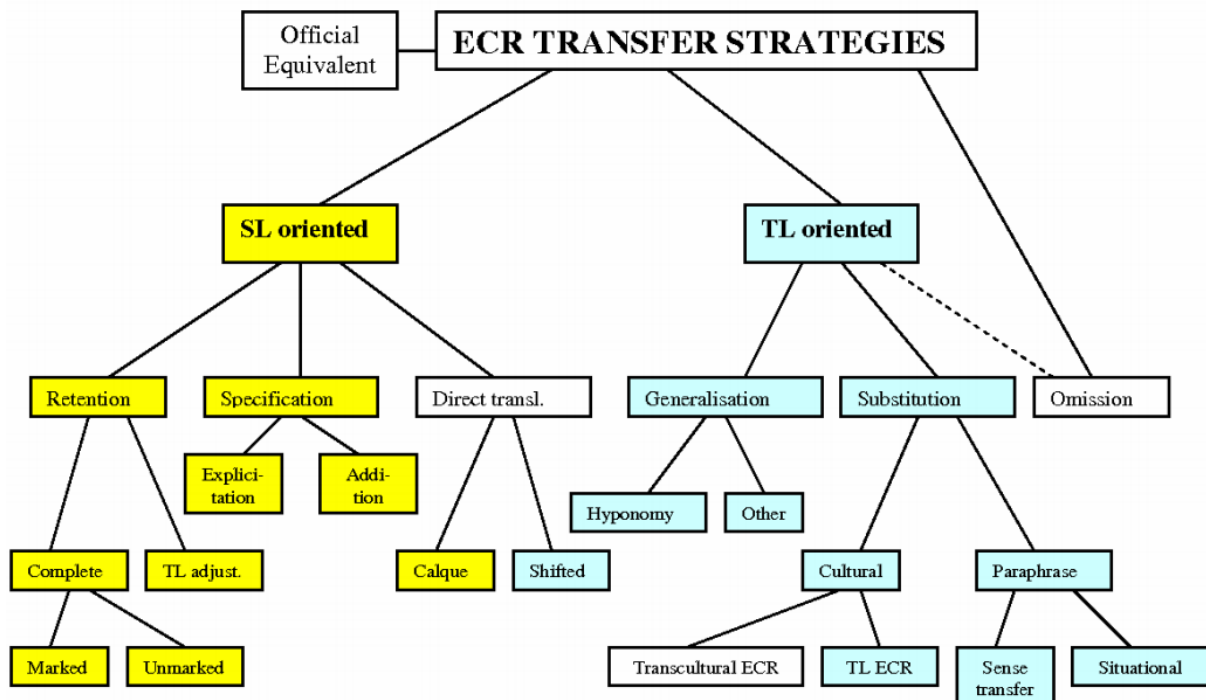 Official
Equivalent
ECR TRANSFER STRATEGIES
SL oriented
TL oriented
Retention
Specification
Direct transl.
Generalisation
Substitution
Omission
Explici-
tation
Addi-
tion
Hyponomy
Other
Complete
TL adjust.
Calque
Shifted
Cultural
Paraphrase
Marked
Unmarked
Transcultural ECR
TL ECR
Sense
transfer
Situational